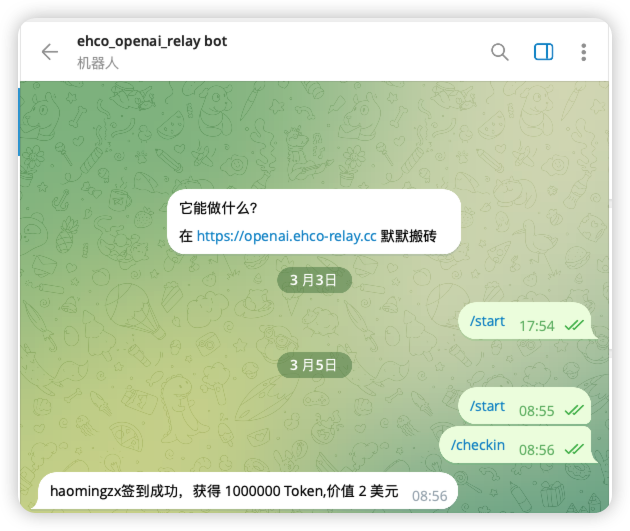 ehco_openai_relay bot
机器人
它能做什么?
在 https://openai.ehco-relay.cc 默默搬砖
3 月3日
/start 17:54
3 月5日
/start 08:55
/checkin 08:56
haomingzx签到成功，获得 1000000 Token,价值 2 美元 08:56